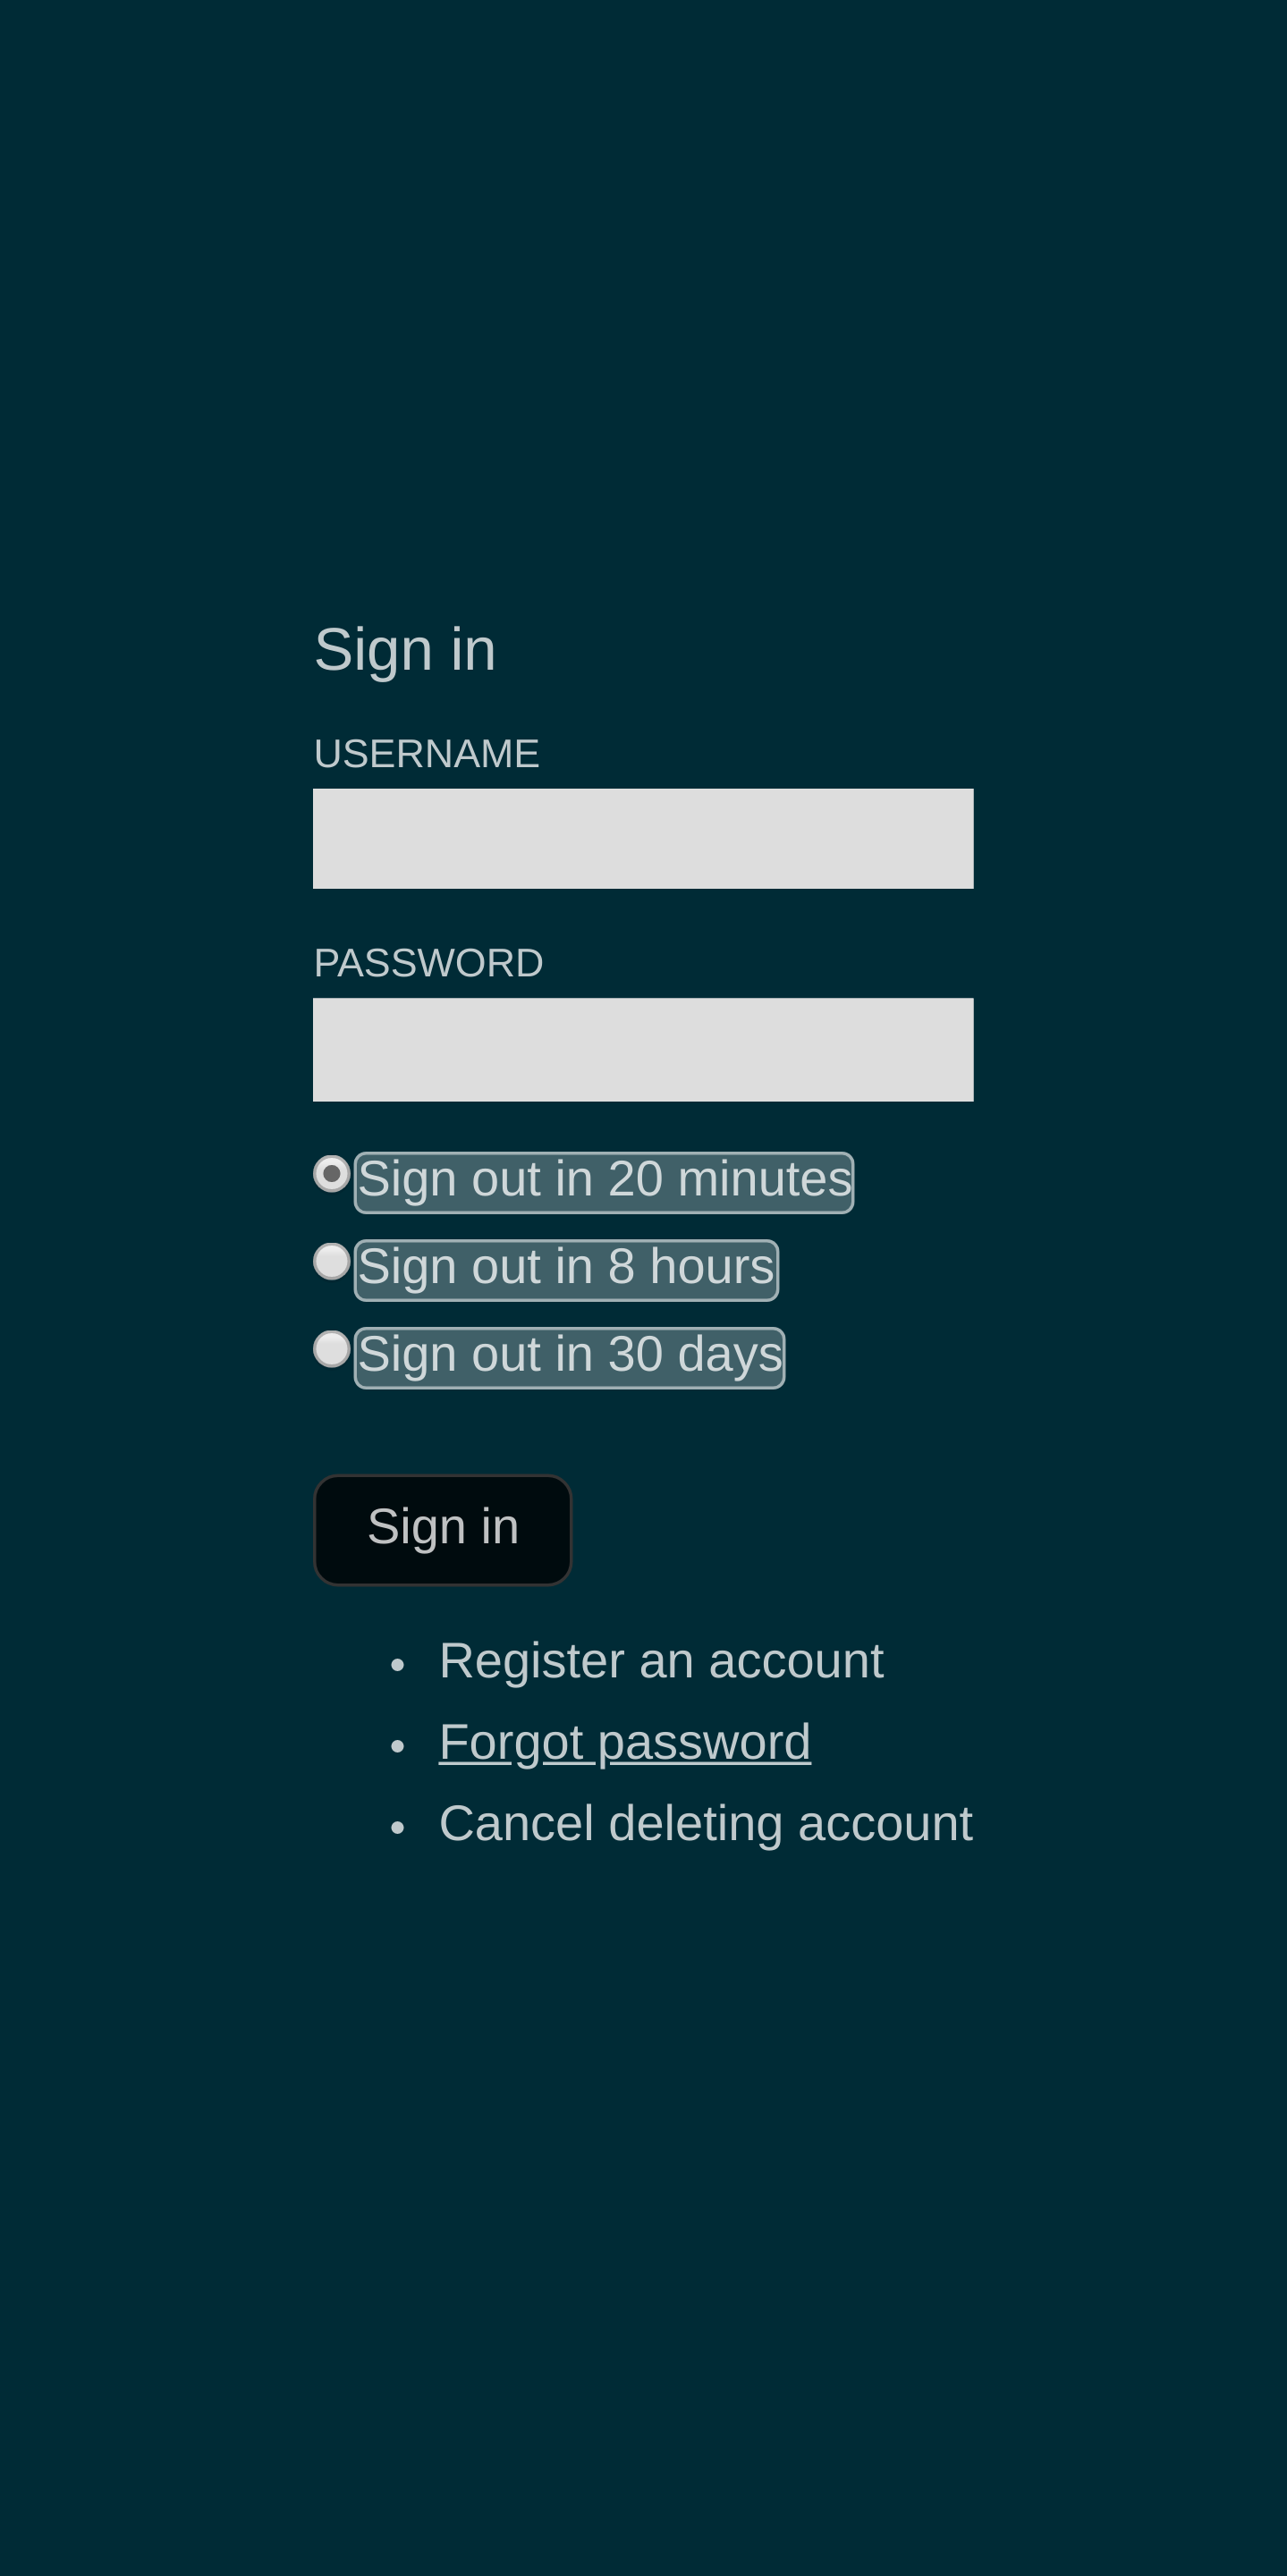 Sign in
USERNAME
PASSWORD
Sign out in 20 minutes
Sign out in 8 hours
Sign out in 30 days
Sign in
Register an account
Forgot password
Cancel deleting account